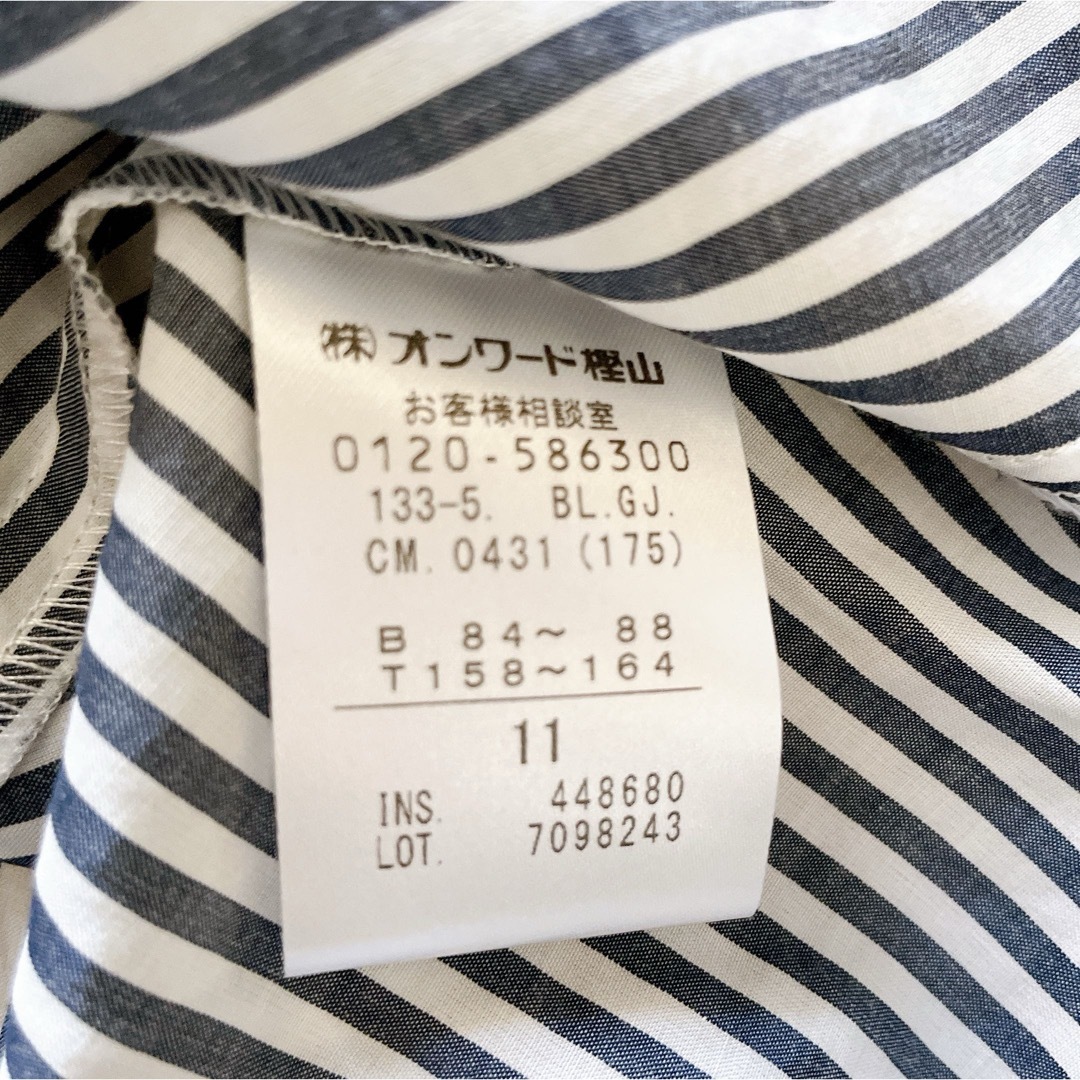 (株)オンワード樫山
お客様相談室
0120-586300
133-5. BL.GJ.
CM. 0431 (175)
B 84〜 88
T158〜164
11
INS. 448680
LOT. 7098243